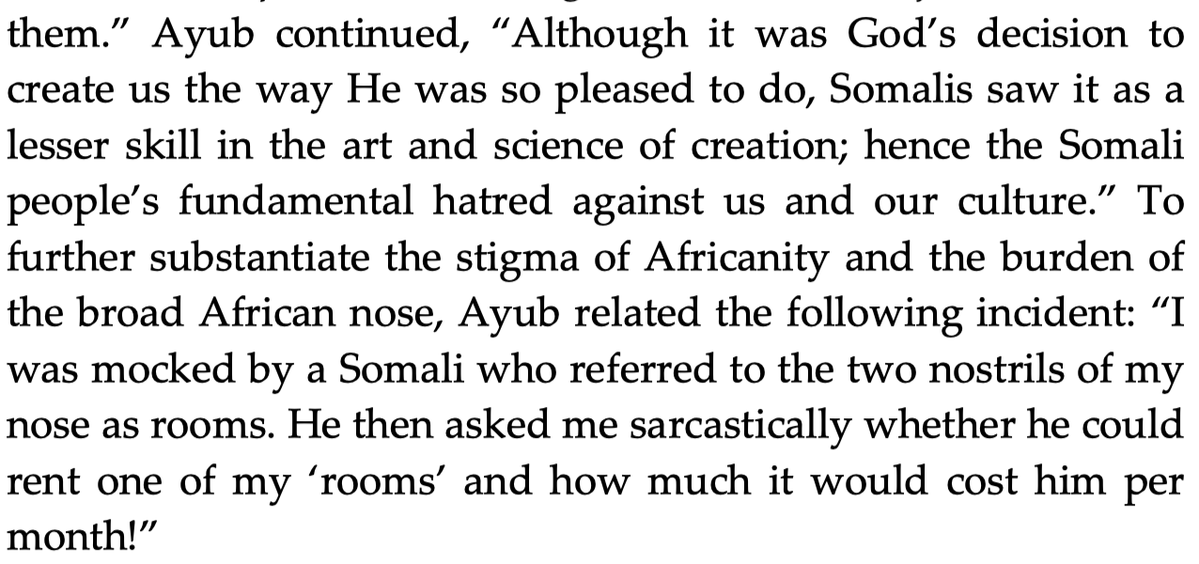 them.” Ayub continued, “Although it was God’s decision to
create us the way He was so pleased to do, Somalis saw it as a
lesser skill in the art and science of creation; hence the Somali
people’s fundamental hatred against us and our culture.” To
further substantiate the stigma of Africanity and the burden of
the broad African nose, Ayub related the following incident: “I
was mocked by a Somali who referred to the two nostrils of my
nose as rooms. He then asked me sarcastically whether he could
rent one of my ‘rooms’ and how much it would cost him per
month!”